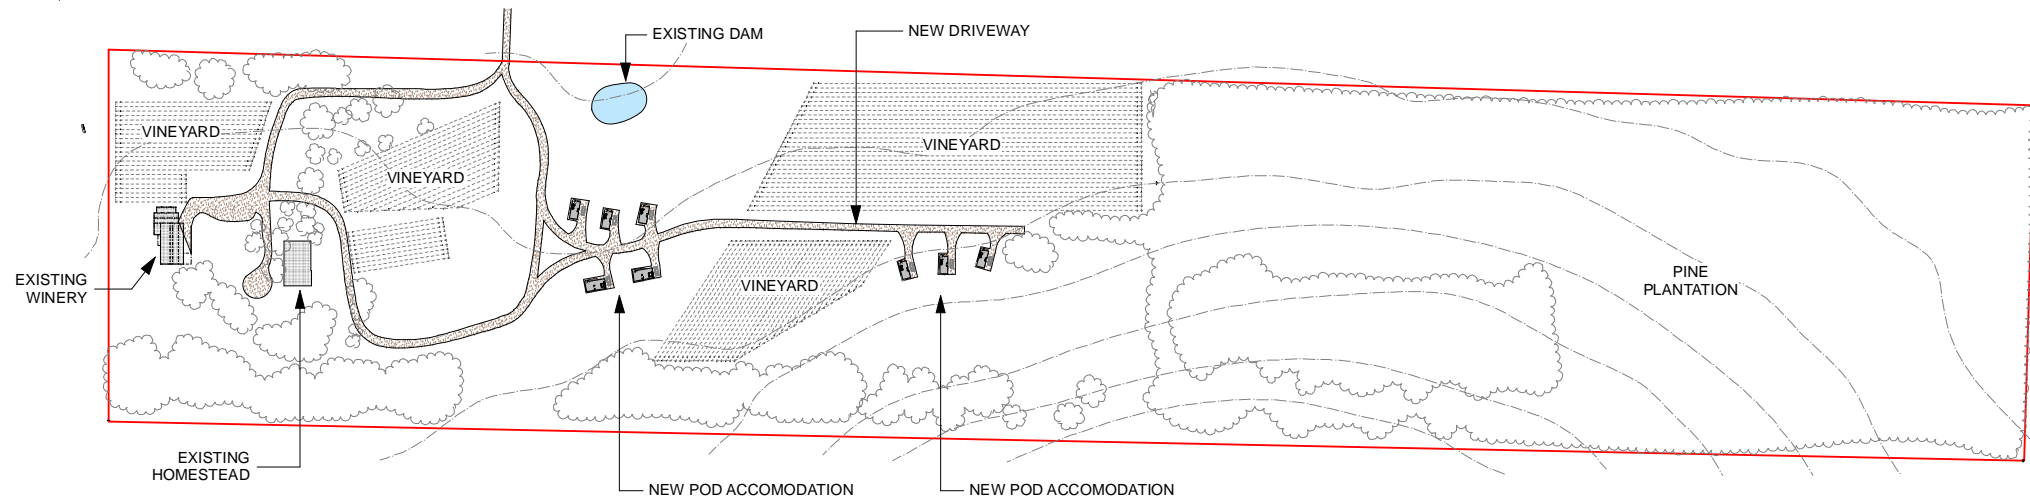 EXISTING DAM
NEW DRIVEWAY
VINEYARD
VINEYARD
VINEYARD
EXISTING
WINERY
VINEYARD
PINE
PLANTATION
EXISTING
HOMESTEAD
NEW POD ACCOMODATION
NEW POD ACCOMODATION